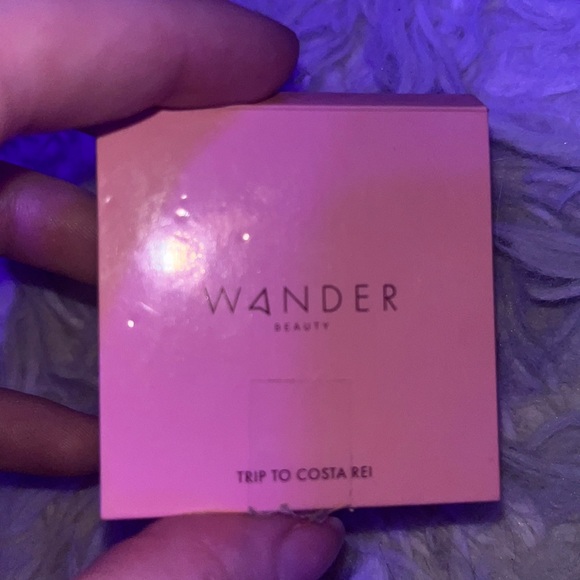 WANDER
BEAUTY
TRIP TO COSTA REI